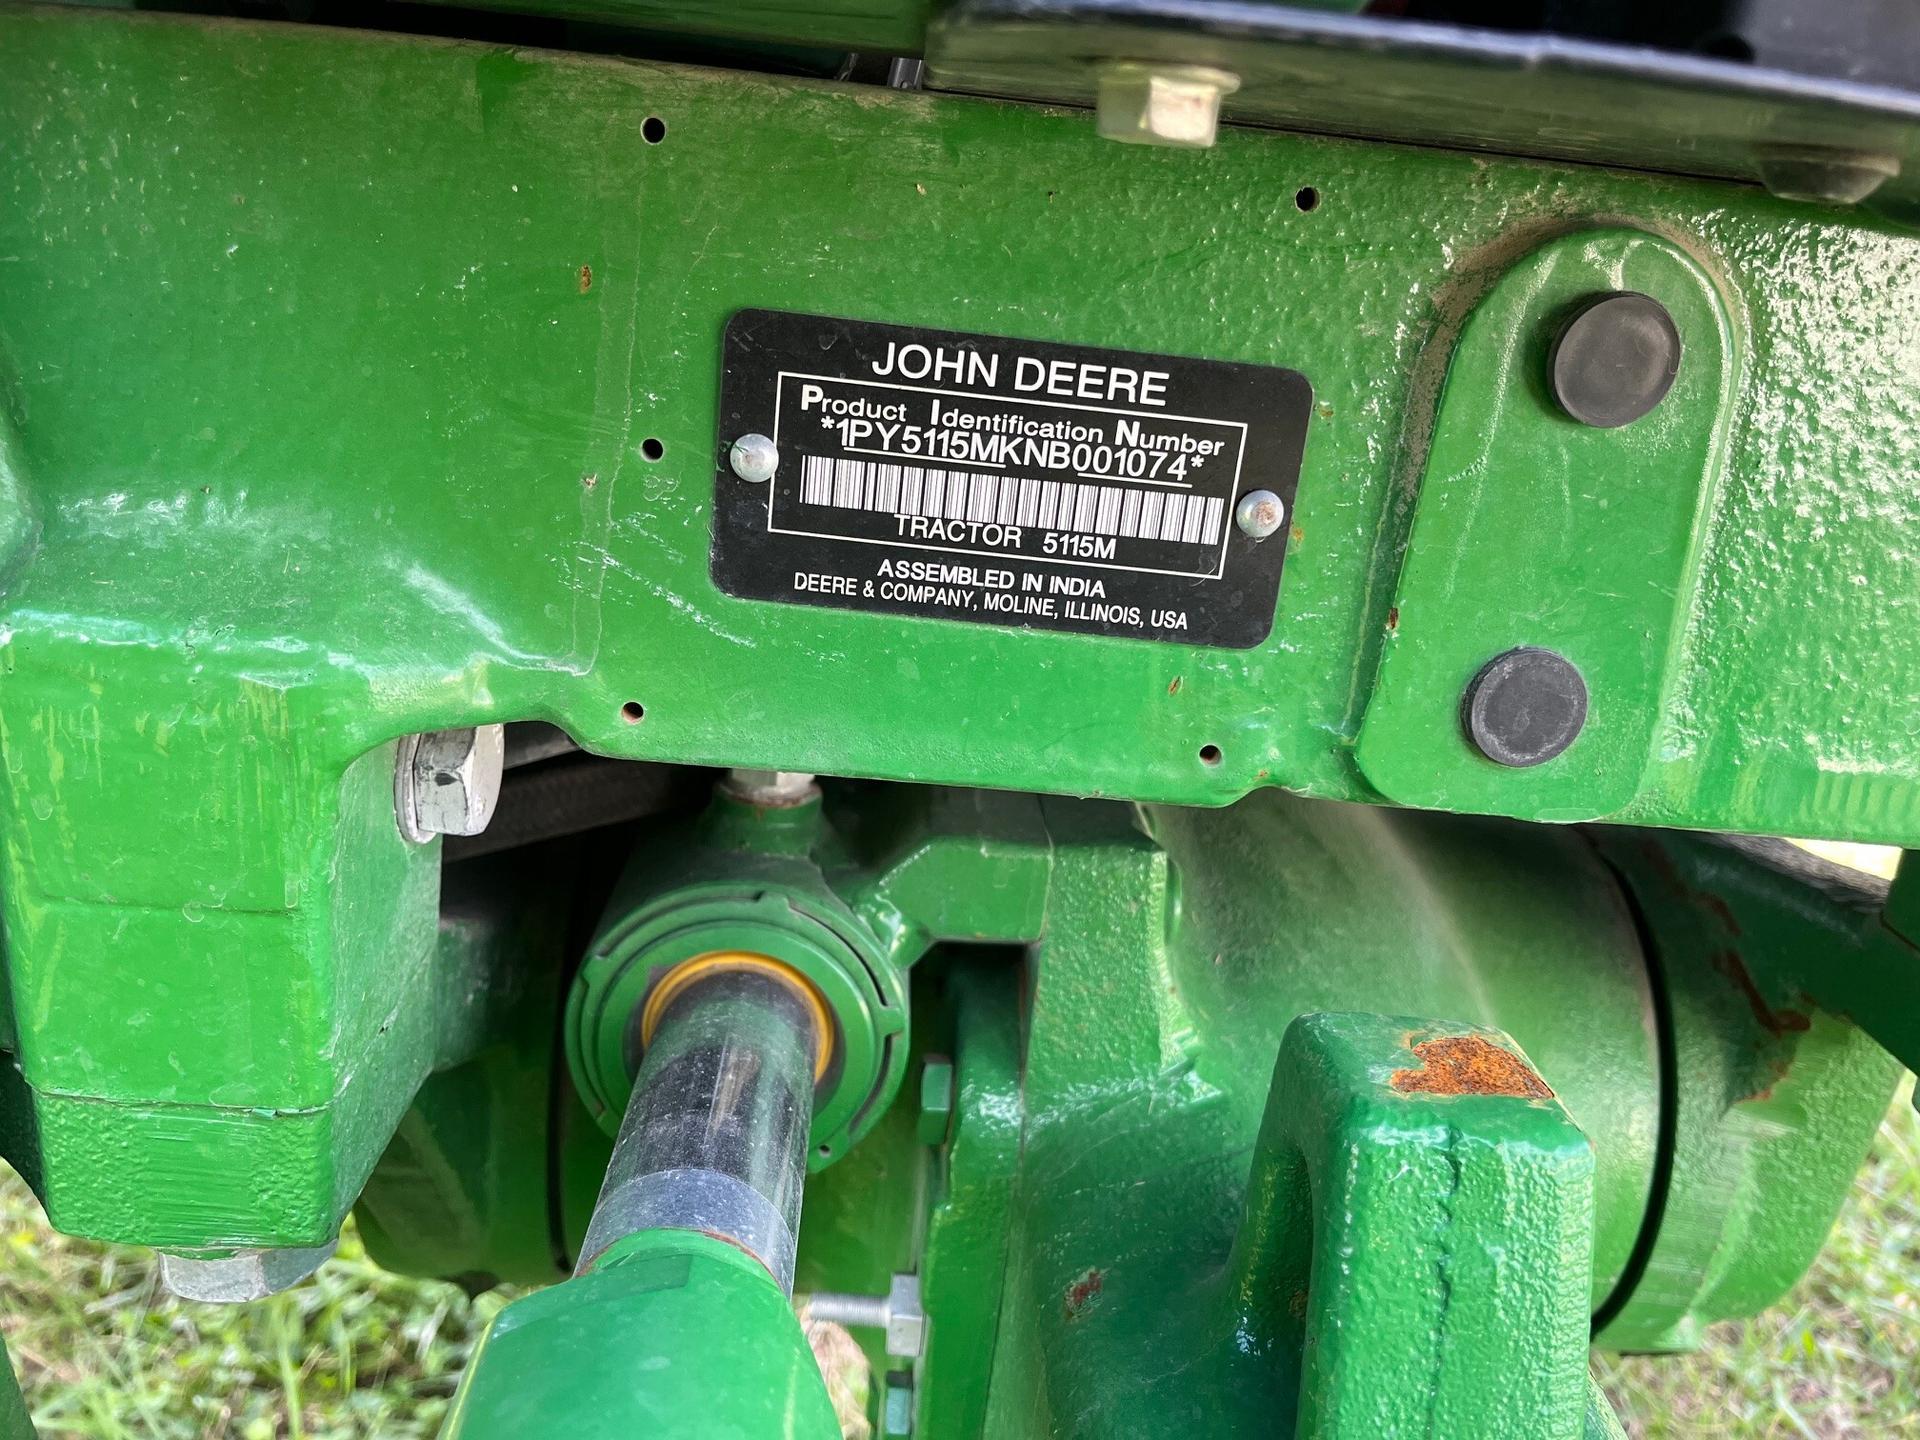 JOHN DEERE
Product Identification Number
*1PY5115MKNB001074*
TRACTOR 5115M
ASSEMBLED IN INDIA
DEERE & COMPANY, MOLINE, ILLINOIS, USA